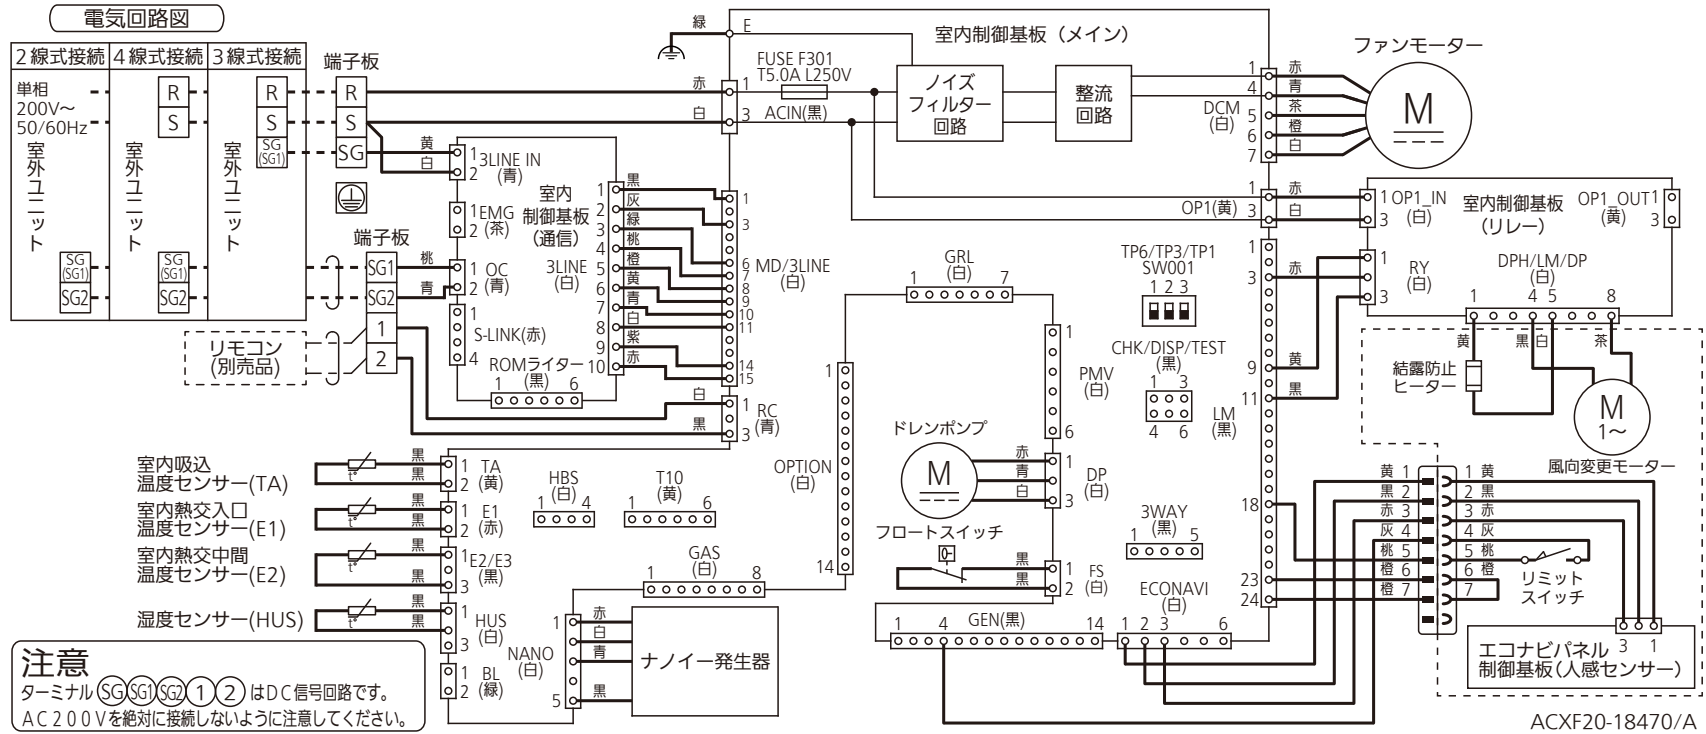 電気回路図
2線式接続 4線式接続 3線式接続
単相
200V～
50/60Hz
室外ユニット
室外ユニット
室外ユニット
R
S
R
S
SG
(SG1)
SG
(SG1)
SG2
SG
(SG1)
SG2
端子板
R
S
SG
端子板
SG1
SG2
1
2
リモコン
(別売品)
緑 E
赤 1
白 3
FUSE F301
T5.0A L250V
ACIN(黒)
室内制御基板（メイン）
ノイズ
フィルター
回路
整流
回路
1
4
DCM
(白)
5
6
7
赤
青
茶
橙
白
ファンモーター
M
黄 1
白 2
3LINE IN
(青)
1
2
EMG
(茶)
桃 1
青 2
OC
(青)
1
4
S-LINK(赤)
ROMライター
(黒)
1 6
室内
制御基板
（通信）
3LINE
(白)
1 黒
2 灰
3 緑
4 桃
5 橙
6 黄
7 青
8 白
9 紫
10 赤
1
3
6
7
8
9
10
11
14
15
MD/3LINE
(白)
白 1
黒 3
RC
(青)
OP1(黄)
1 赤
3 白
1
3
OP1_IN
(白)
室内制御基板
（リレー）
OP1_OUT
(黄)
1
3
RY
(白)
1
3
DPH/LM/DP
(白)
1 4 5 8
黄 黒 白 茶
結露防止
ヒーター
M
1～
風向変更モーター
TP6/TP3/TP1
SW001
1 2 3
CHK/DISP/TEST
(黒)
1 3
4 6
LM
(黒)
1
3 赤
9 黄
11 黒
18
23
24
GRL
(白)
1 7
PMV
(白)
1
6
OPTION
(白)
1
14
ドレンポンプ
M
赤 1
青
白 3
DP
(白)
フロートスイッチ
黒 1
黒 2
FS
(白)
3WAY
(黒)
1 5
ECONAVI
(白)
1 2 3 6
GEN(黒)
1 4 14
室内吸込
温度センサー(TA)
t°
黒 1
黒 2
TA
(黄)
室内熱交入口
温度センサー(E1)
t°
黒 1
黒 2
E1
(赤)
室内熱交中間
温度センサー(E2)
t°
黒 1
黒 3
E2/E3
(黒)
湿度センサー(HUS)
t°
黒 1
黒
3
HUS
(白)
1
2
BL
(緑)
HBS
(白)
1 4
T10
(黄)
1 6
GAS
(白)
1 8
NANO
(白)
1 赤
白
青
5 黒
ナノイー発生器
黄 1
黒 2
赤 3
灰 4
桃 5
橙 6
橙 7
1 黄
2 黒
3 赤
4 灰
5 桃
6 橙
7
リミット
スイッチ
エコナビパネル
制御基板(人感センサー)
3 1
注意
ターミナル SG SG1 SG2 1 2 はDC信号回路です。
AC200Vを絶対に接続しないように注意してください。
ACXF20-18470/A